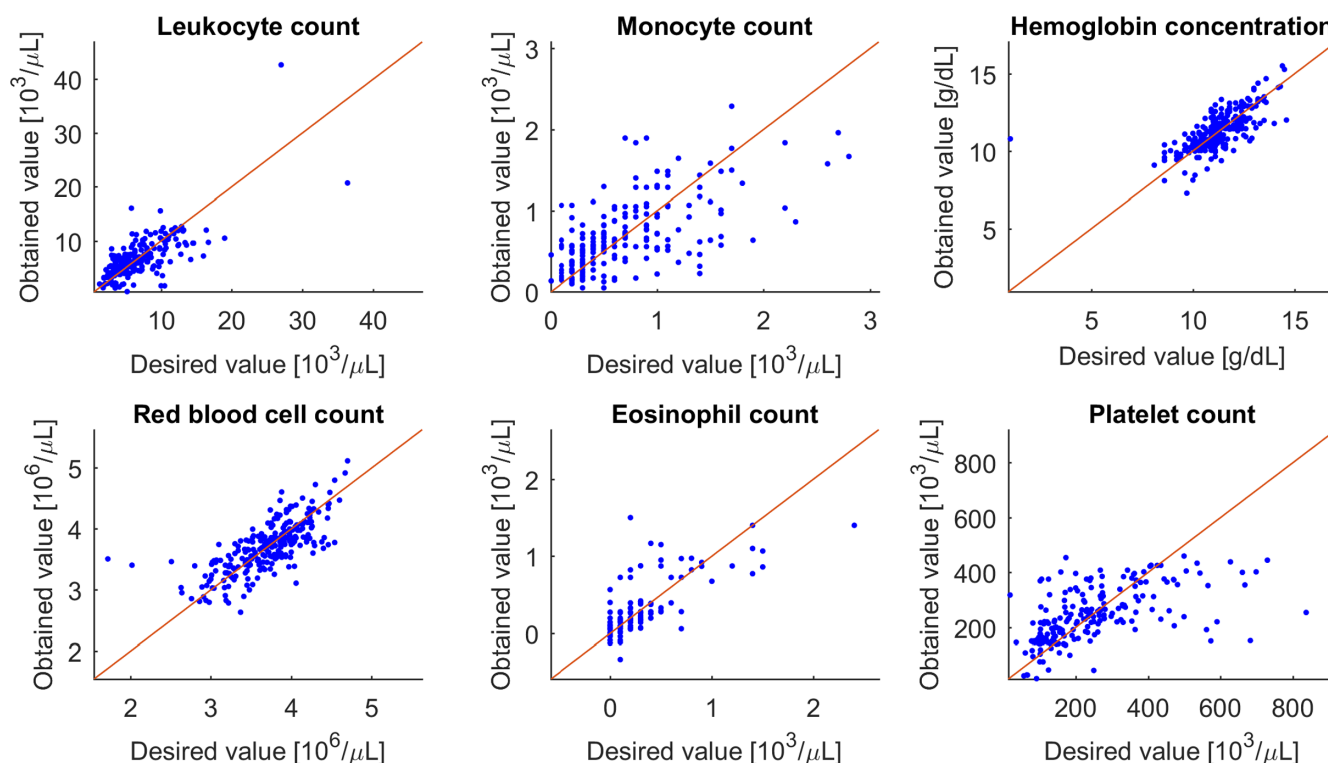 Leukocyte count
Obtained value [10^3/μL]
40
30
20
10
10 20 30 40
Desired value [10^3/μL]
Monocyte count
Obtained value [10^3/μL]
3
2
1
0
0 1 2 3
Desired value [10^3/μL]
Hemoglobin concentration
Obtained value [g/dL]
15
10
5
5 10 15
Desired value [g/dL]
Red blood cell count
Obtained value [10^6/μL]
5
4
3
2
2 3 4 5
Desired value [10^6/μL]
Eosinophil count
Obtained value [10^3/μL]
2
1
0
0 1 2
Desired value [10^3/μL]
Platelet count
Obtained value [10^3/μL]
800
600
400
200
200 400 600 800
Desired value [10^3/μL]